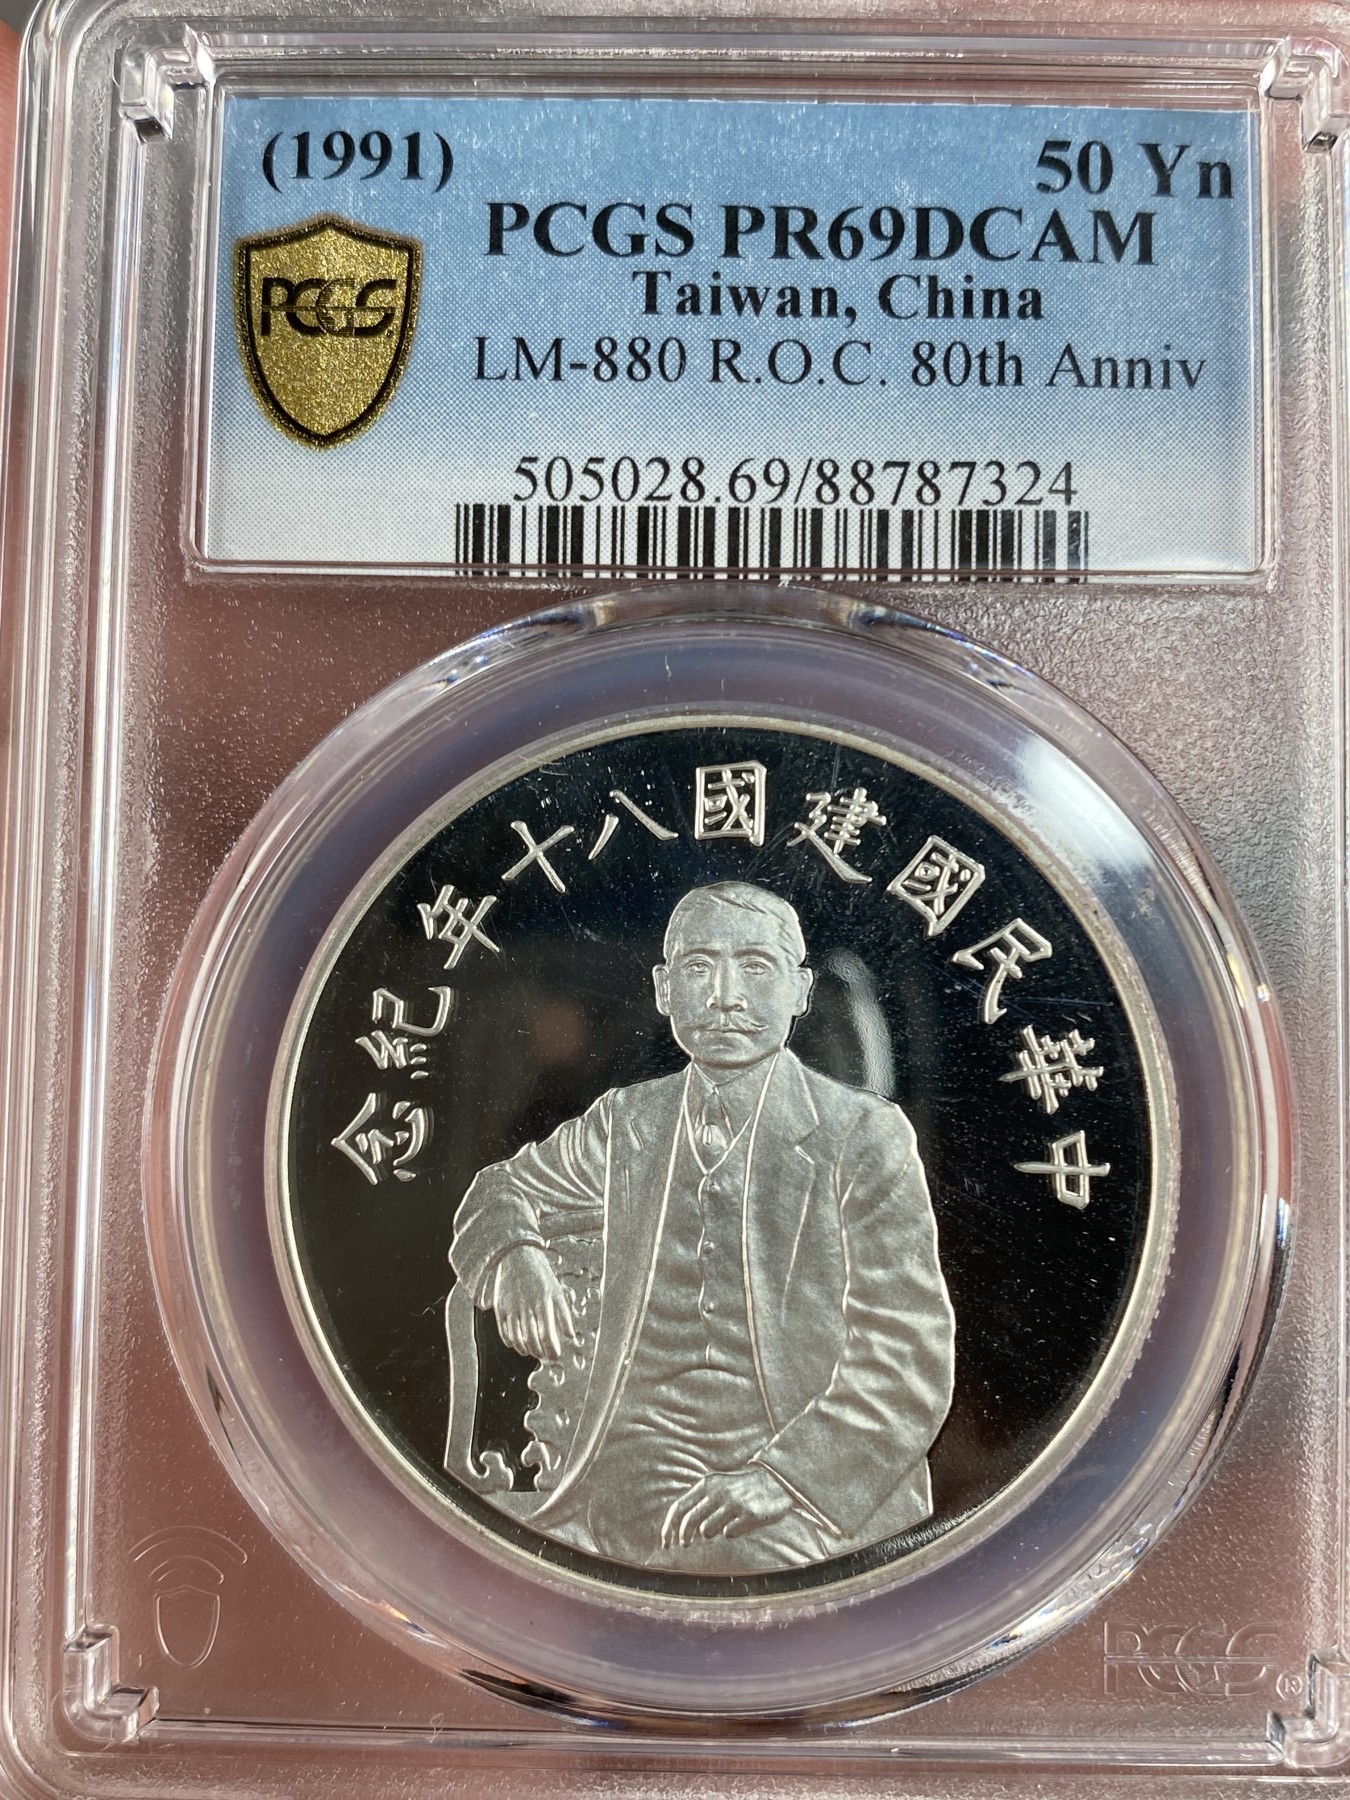 (1991)
50 Yn
PCGS PR69DCAM
PCGS
Taiwan, China
LM-880 R.O.C. 80th Anniv
505028.69/88787324
中華民國建國八十年紀念
PCGS®